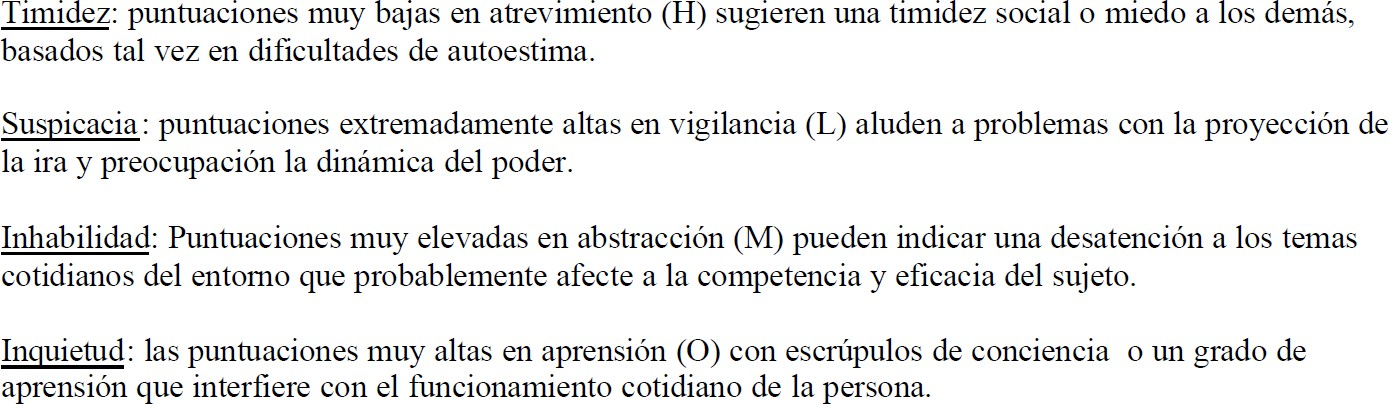 Timidez: puntuaciones muy bajas en atrevimiento (H) sugieren una timidez social o miedo a los demás,
basados tal vez en dificultades de autoestima.
Suspicacia: puntuaciones extremadamente altas en vigilancia (L) aluden a problemas con la proyección de
la ira y preocupación la dinámica del poder.
Inhabilidad: Puntuaciones muy elevadas en abstracción (M) pueden indicar una desatención a los temas
cotidianos del entorno que probablemente afecte a la competencia y eficacia del sujeto.
Inquietud: las puntuaciones muy altas en aprensión (O) con escrúpulos de conciencia o un grado de
aprensión que interfiere con el funcionamiento cotidiano de la persona.